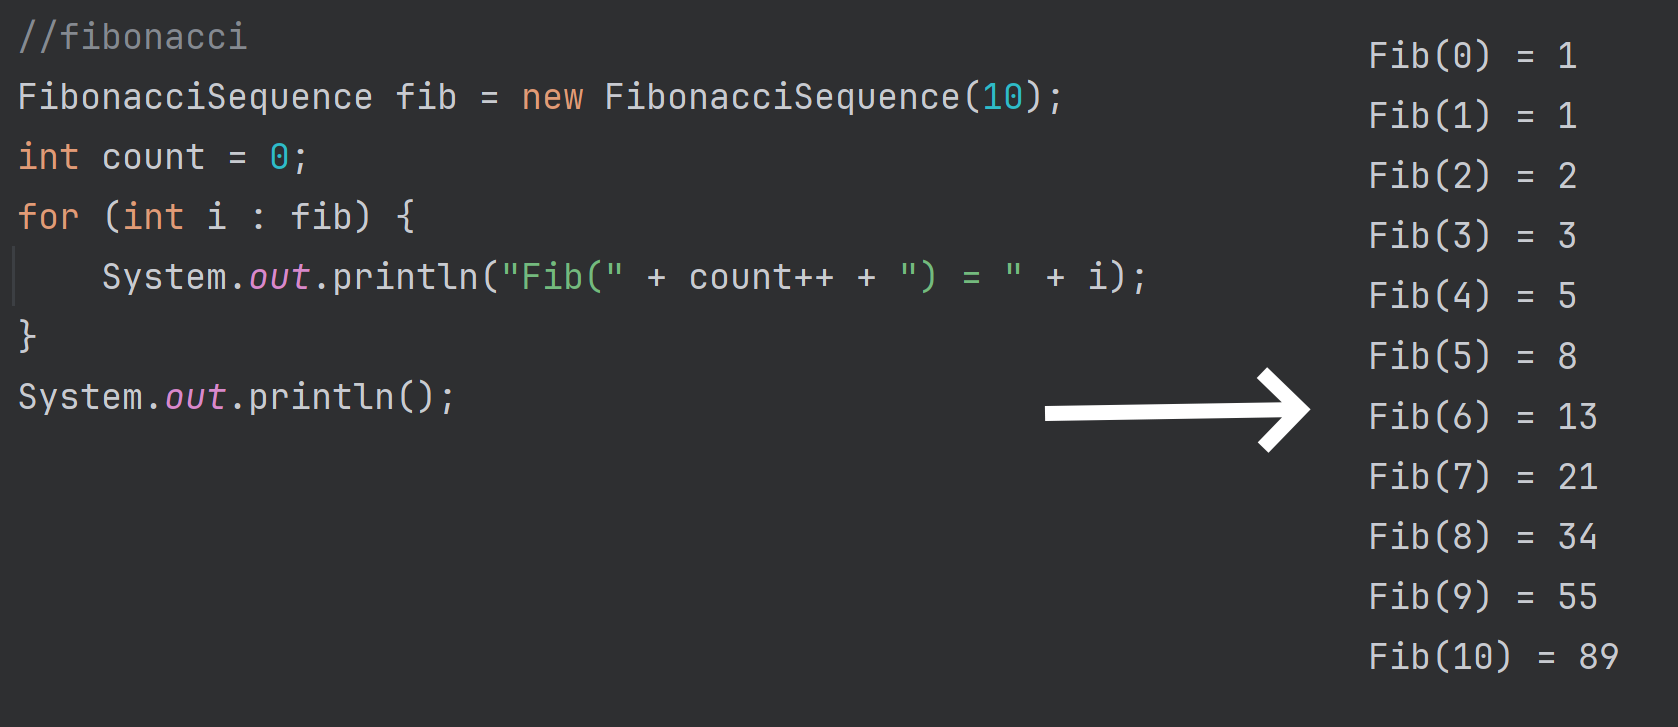 //fibonacci
FibonacciSequence fib = new FibonacciSequence(10);
int count = 0;
for (int i : fib) {
    System.out.println("Fib(" + count++ + ") = " + i);
}
System.out.println();
Fib(0) = 1
Fib(1) = 1
Fib(2) = 2
Fib(3) = 3
Fib(4) = 5
Fib(5) = 8
Fib(6) = 13
Fib(7) = 21
Fib(8) = 34
Fib(9) = 55
Fib(10) = 89